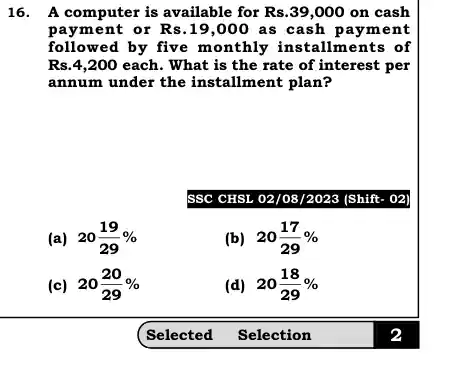 16. A computer is available for Rs.39,000 on cash
payment or Rs.19,000 as cash payment
followed by five monthly installments of
Rs.4,200 each. What is the rate of interest per
annum under the installment plan?
SSC CHSL 02/08/2023 (Shift- 02)
(a) 20 19/29 % (b) 20 17/29 %
(c) 20 20/29 % (d) 20 18/29 %
Selected Selection 2